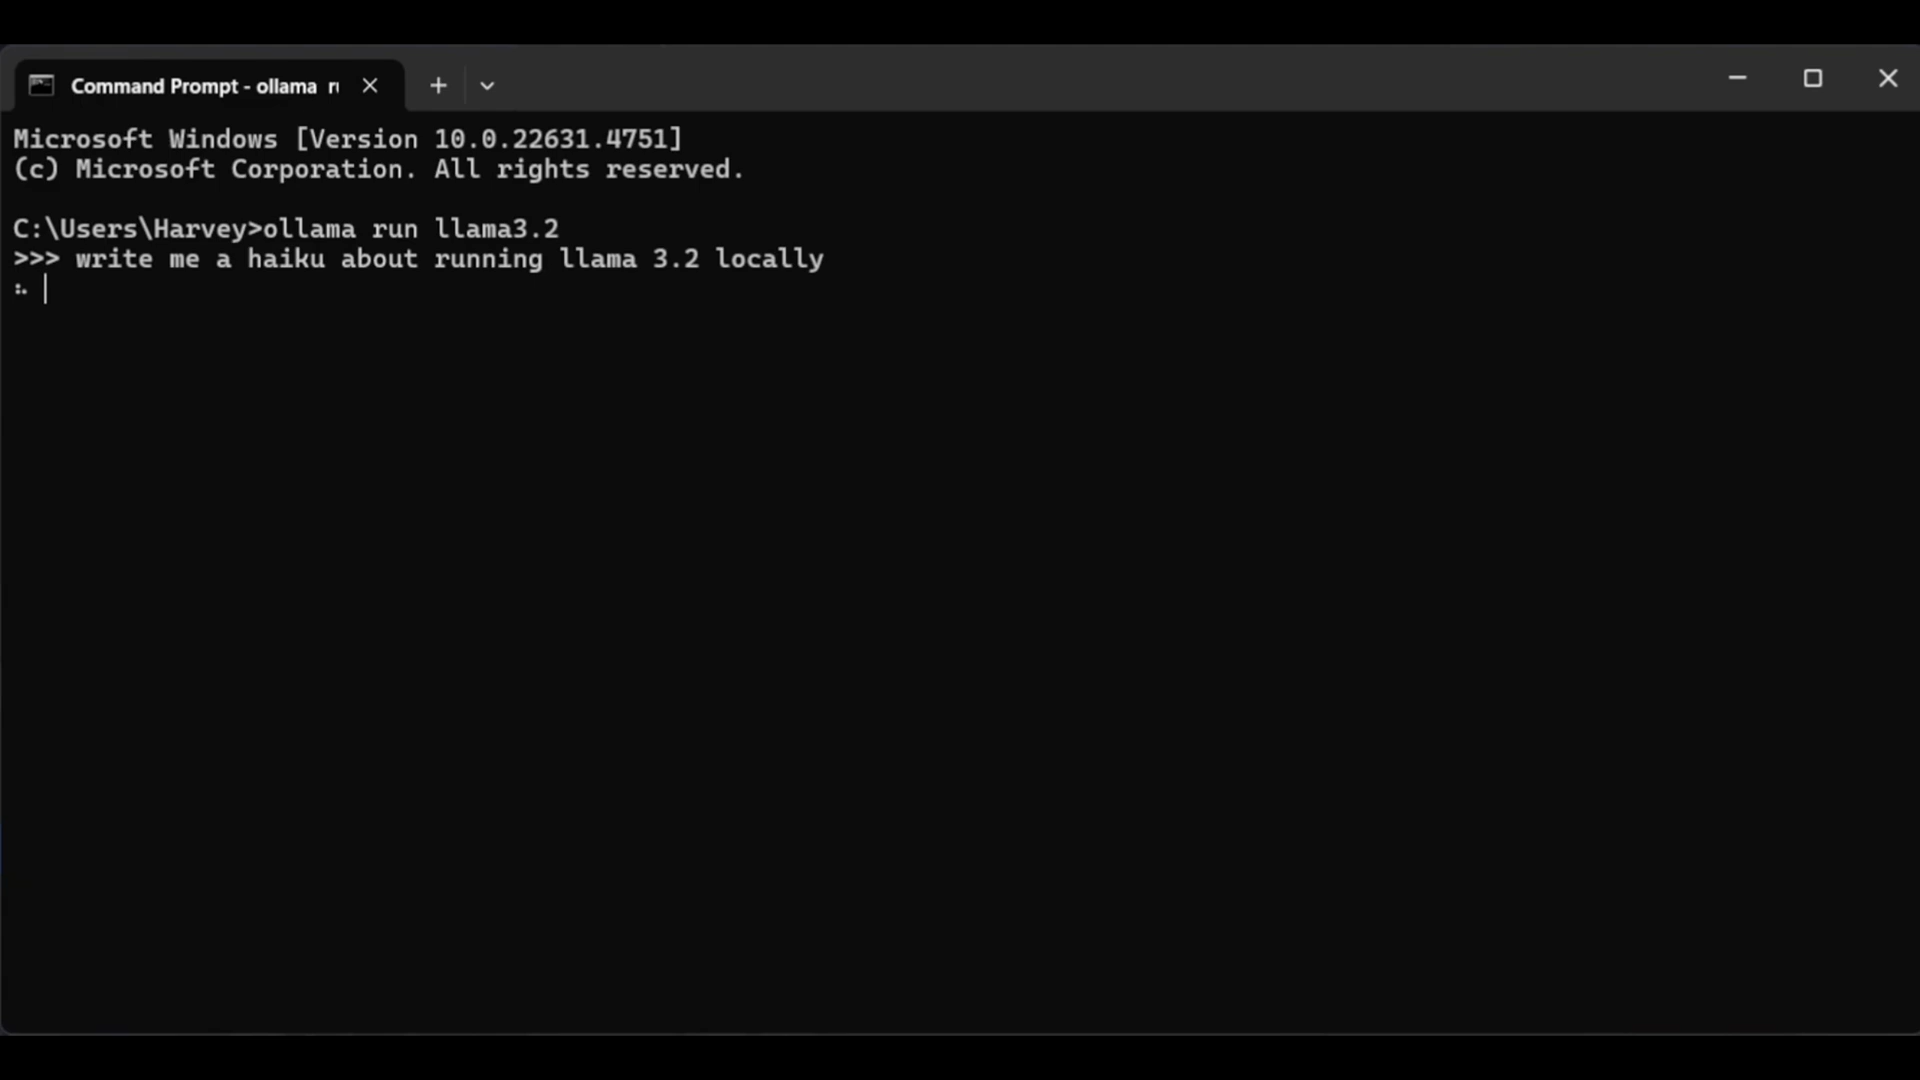 Command Prompt - ollama
Microsoft Windows [Version 10.0.22631.4751]
(c) Microsoft Corporation. All rights reserved.
C:\Users\Harvey>ollama run llama3.2
>>> write me a haiku about running llama 3.2 locally